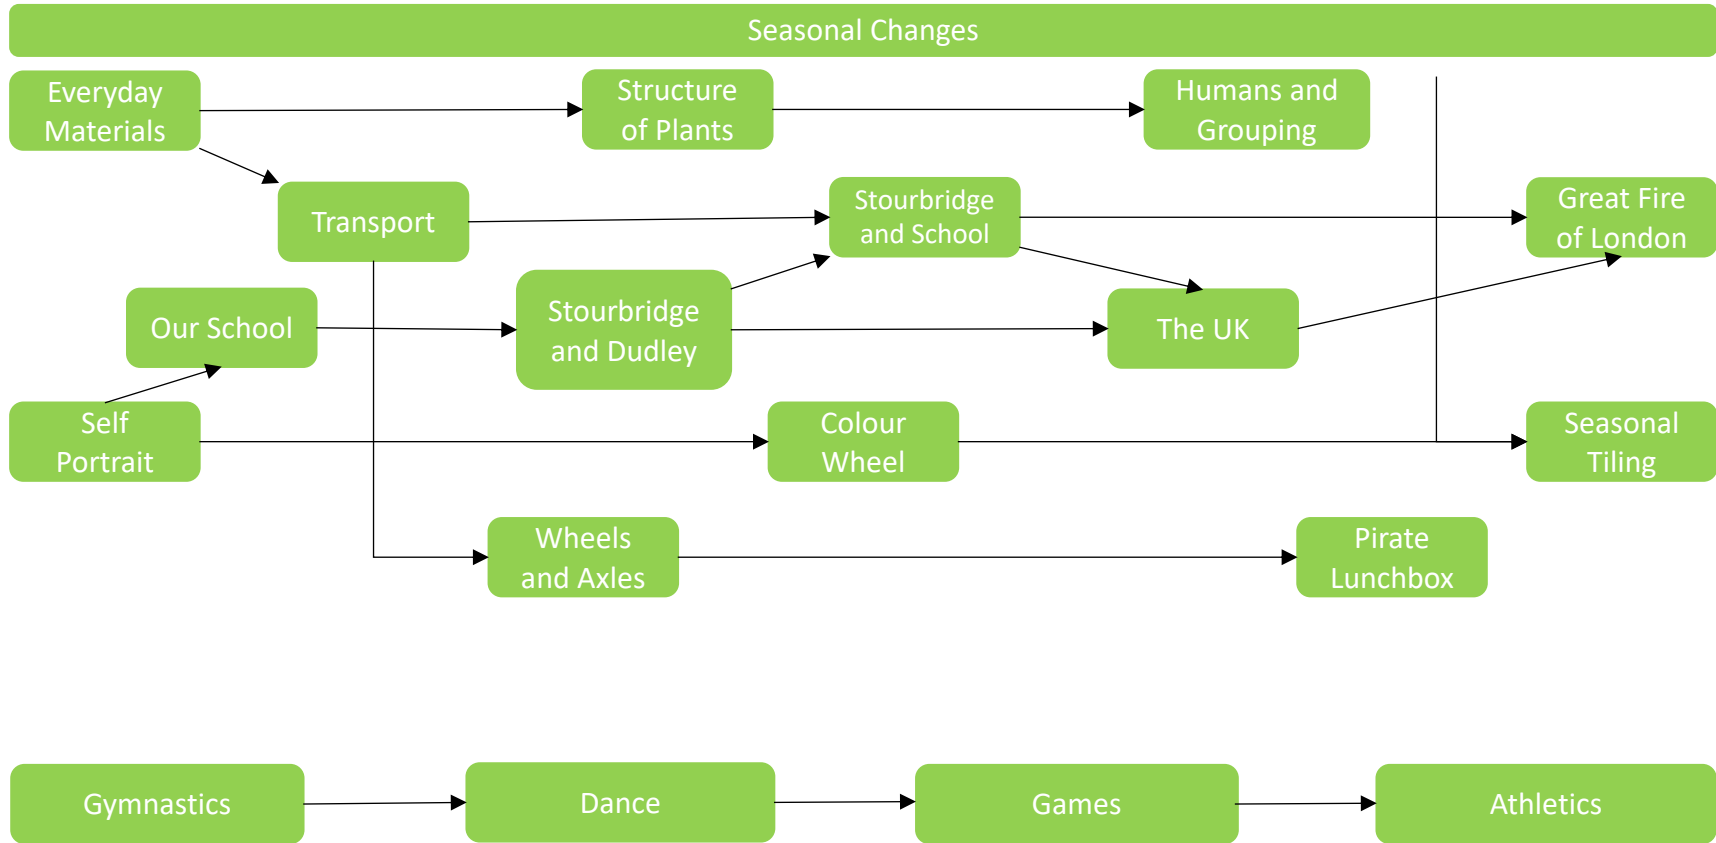 Seasonal Changes
Everyday
Materials
Structure
of Plants
Humans and
Grouping
Transport
Stourbridge
and School
Great Fire
of London
Our School
Stourbridge
and Dudley
The UK
Self
Portrait
Colour
Wheel
Seasonal
Tiling
Wheels
and Axles
Pirate
Lunchbox
Gymnastics
Dance
Games
Athletics